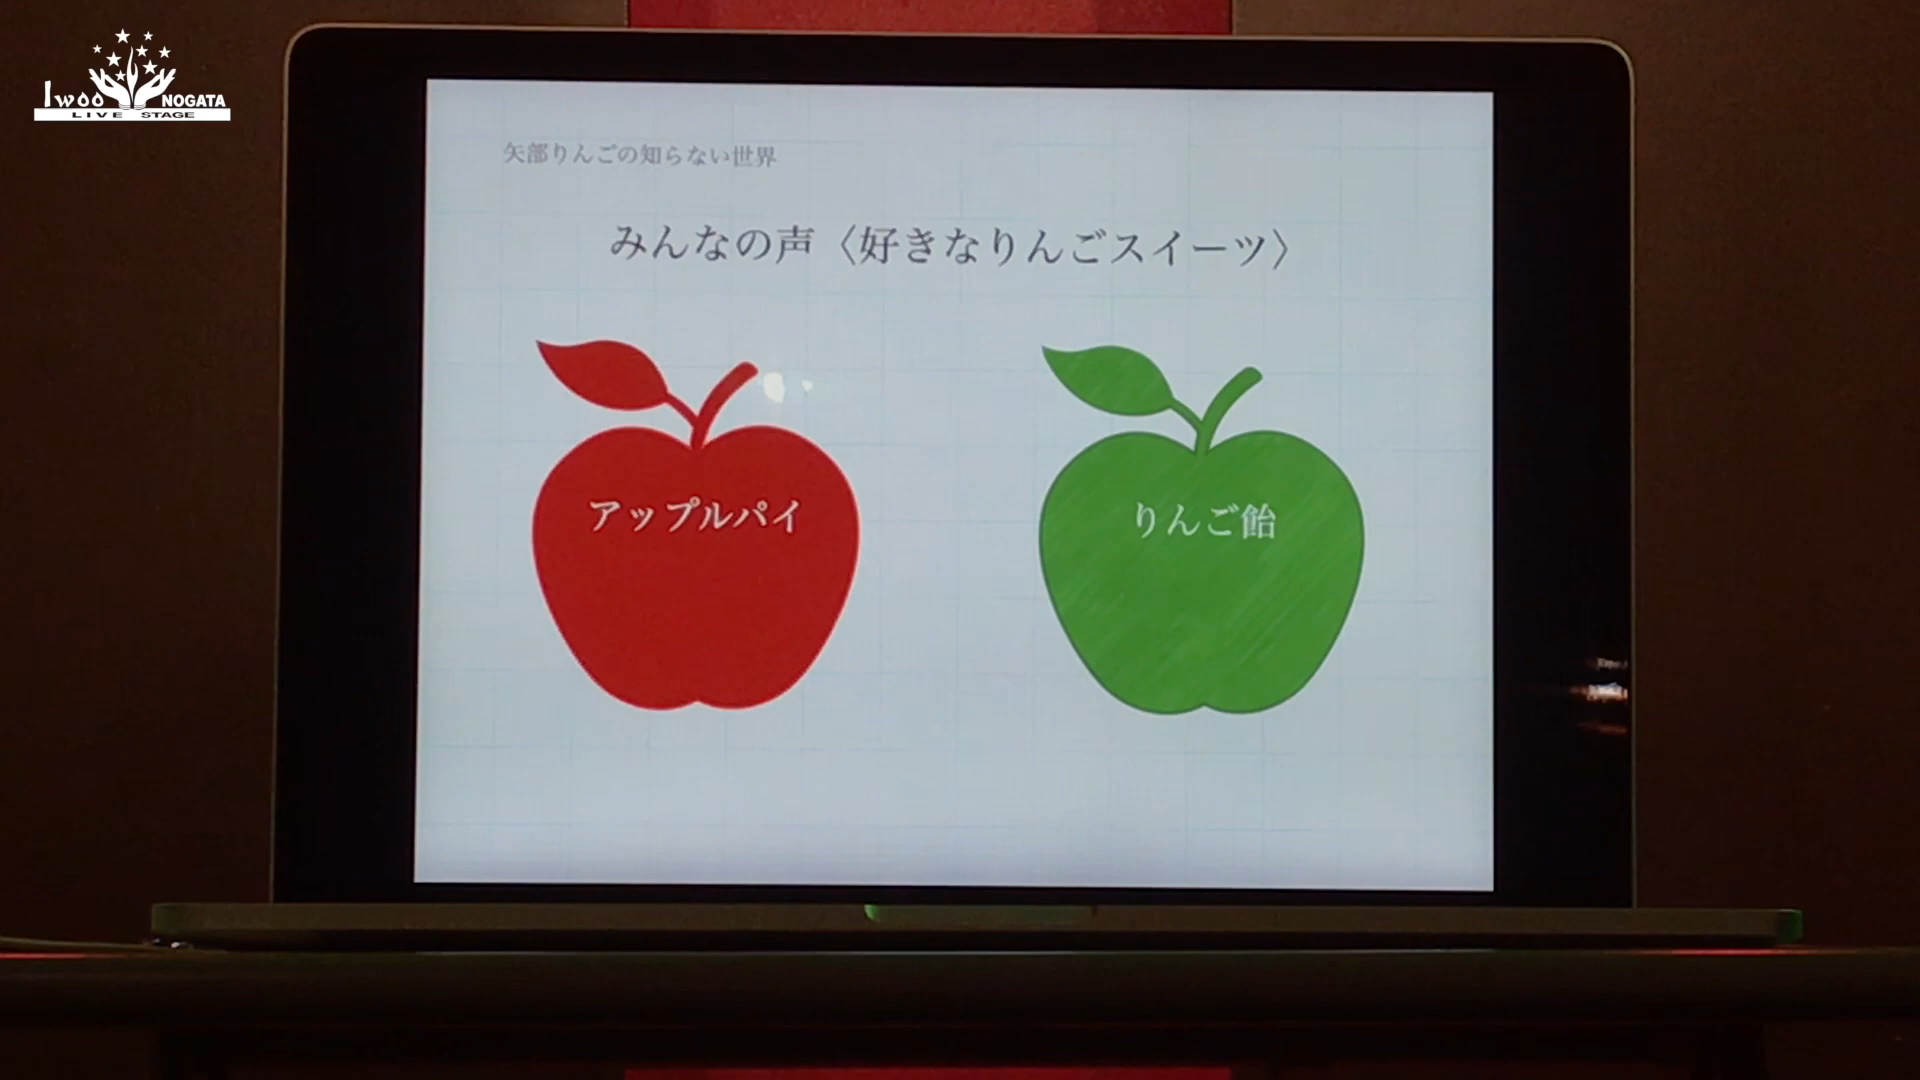 Iwoo NOGATA
LIVE STAGE
矢部りんごの知らない世界
みんなの声〈好きなりんごスイーツ〉
アップルパイ
りんご飴